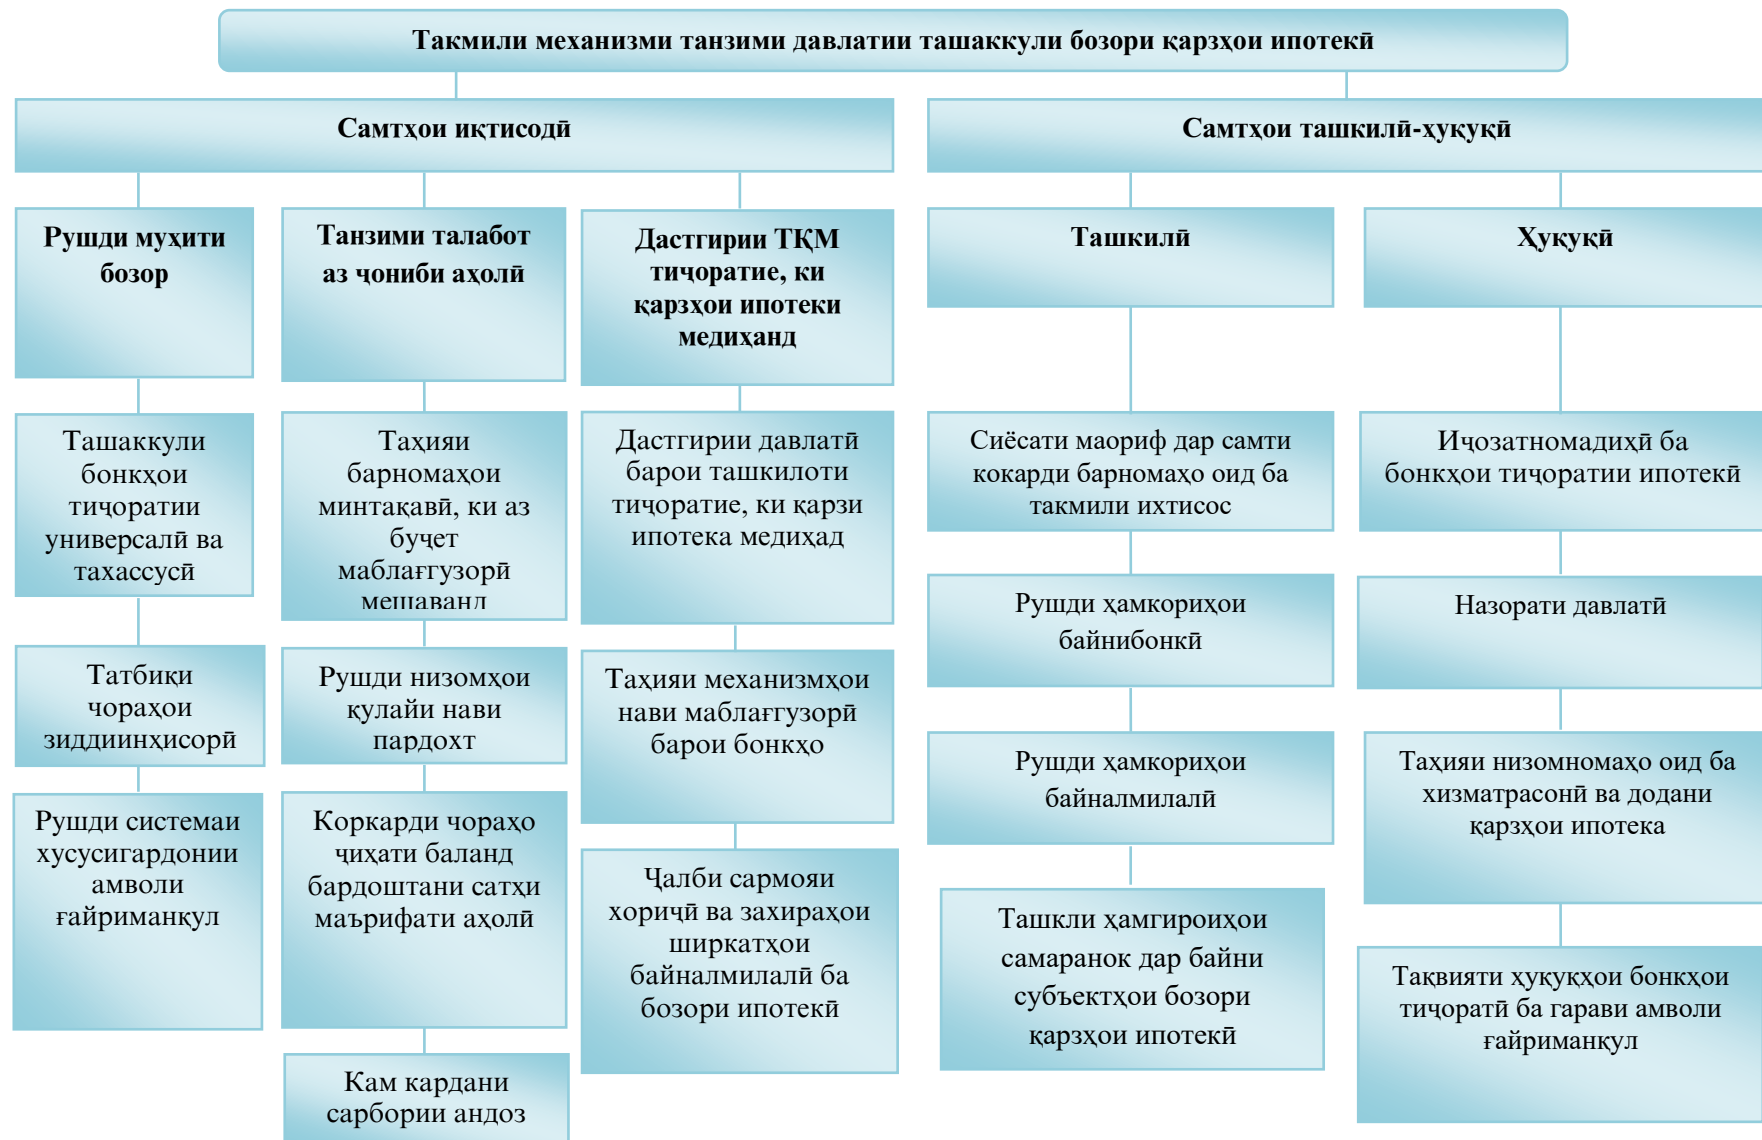 Такмили механизми танзими давлатии ташаккули бозори қарзҳои ипотекӣ
Самтҳои иқтисодӣ
Самтҳои ташкилӣ-ҳуқуқӣ
Рушди муҳити
бозор
Танзими талабот
аз ҷониби аҳолӣ
Дастгирии ТҚМ
тиҷоратие, ки
қарзҳои ипотеки
медиҳанд
Ташкилӣ
Ҳуқуқӣ
Ташаккули
бонкҳои
тиҷоратии
универсалӣ ва
тахассусӣ
Татбиқи
чораҳои
зиддиинҳисорӣ
Рушди системаи
хусусигардонии
амволи
ғайриманқул
Таҳияи
барномаҳои
минтақавӣ, ки аз
буҷет
маблағгузорӣ
мешаванд
Рушди низомҳои
қулайи нави
пардохт
Коркарди чораҳо
ҷиҳати баланд
бардоштани сатҳи
маърифати аҳолӣ
Кам кардани
сарбории андоз
Дастгирии давлатӣ
барои ташкилоти
тиҷоратие, ки қарзи
ипотека медиҳад
Таҳияи механизмҳои
нави маблағгузорӣ
барои бонкҳо
Ҷалби сармояи
хориҷӣ ва захираҳои
ширкатҳои
байналмилалӣ ба
бозори ипотекӣ
Сиёсати маориф дар самти
кокарди барномаҳо оид ба
такмили ихтисос
Рушди ҳамкориҳои
байнибонкӣ
Рушди ҳамкориҳои
байналмилалӣ
Ташкли ҳамгироиҳои
самаранок дар байни
субъектҳои бозори
қарзҳои ипотекӣ
Иҷозатномадиҳӣ ба
бонкҳои тиҷоратии ипотекӣ
Назорати давлатӣ
Таҳияи низомномаҳо оид ба
хизматрасонӣ ва додани
қарзҳои ипотека
Тақвияти ҳуқуқҳои бонкҳои
тиҷоратӣ ба гарави амволи
ғайриманқул